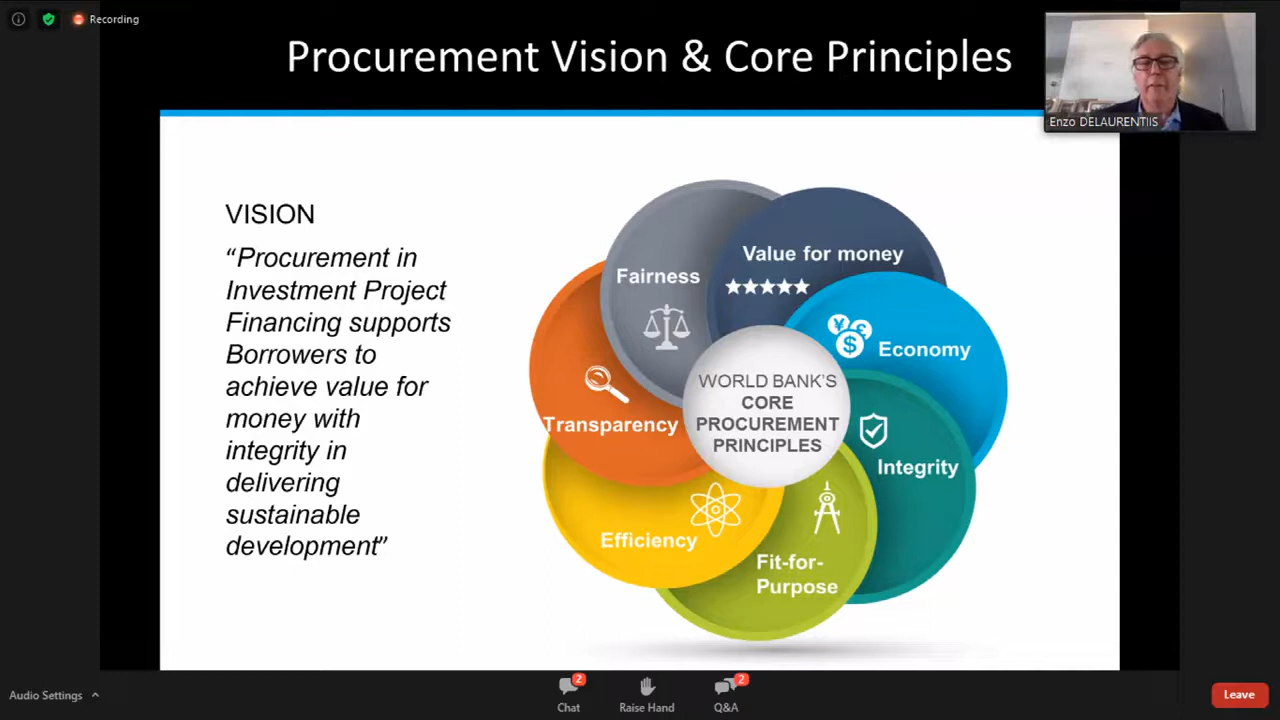 Recording
Procurement Vision & Core Principles
Enzo DELAURENTIIS
VISION
“Procurement in
Investment Project
Financing supports
Borrowers to
achieve value for
money with
integrity in
delivering
sustainable
development”
Value for money
Fairness
Economy
Transparency
Integrity
Efficiency
Fit-for-
Purpose
WORLD BANK’S
CORE
PROCUREMENT
PRINCIPLES
Audio Settings
2
Chat
Raise Hand
2
Q&A
Leave